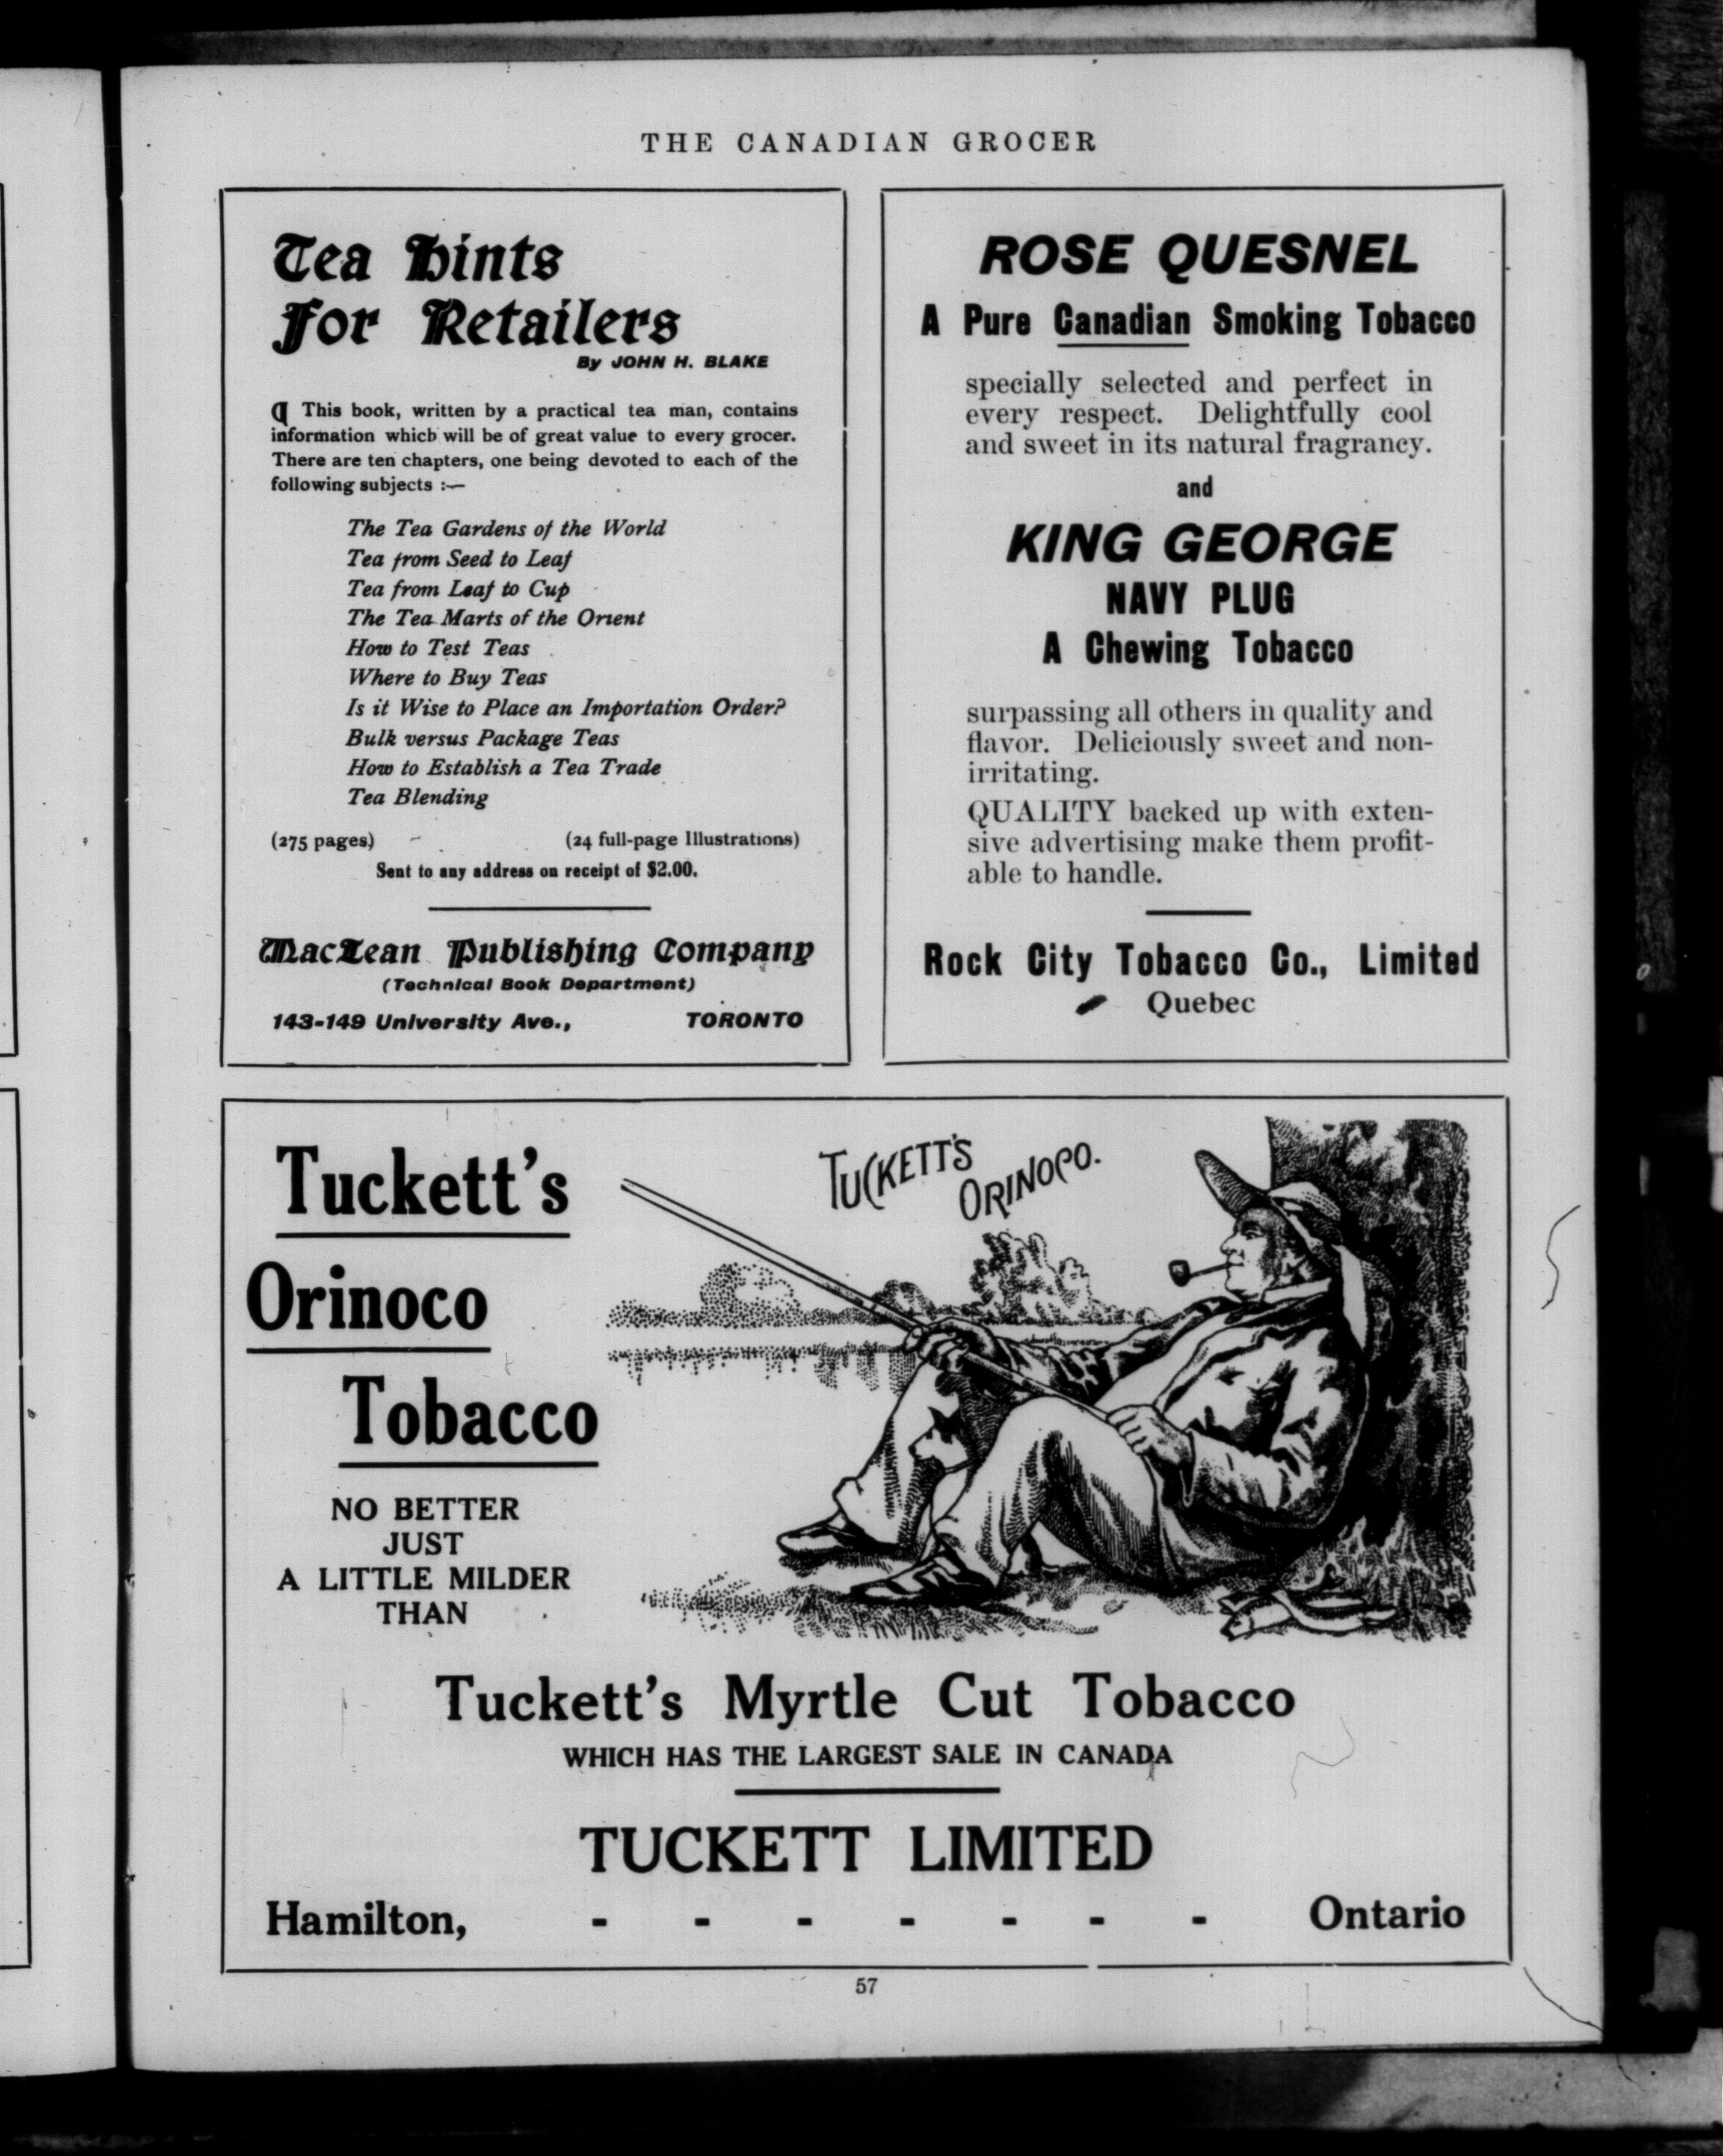 THE CANADIAN GROCER
Tea Hints
for Retailers
By JOHN H. BLAKE
¶ This book, written by a practical tea man, contains
information which will be of great value to every grocer.
There are ten chapters, one being devoted to each of the
following subjects :—
The Tea Gardens of the World
Tea from Seed to Leaf
Tea from Leaf to Cup
The Tea Marts of the Orient
How to Test Teas
Where to Buy Teas
Is it Wise to Place an Importation Order?
Bulk versus Package Teas
How to Establish a Tea Trade
Tea Blending
(275 pages) (24 full-page Illustrations)
Sent to any address on receipt of $2.00.
MacLean Publishing Company
(Technical Book Department)
143-149 University Ave., TORONTO
ROSE QUESNEL
A Pure Canadian Smoking Tobacco
specially selected and perfect in
every respect. Delightfully cool
and sweet in its natural fragrancy.
and
KING GEORGE
NAVY PLUG
A Chewing Tobacco
surpassing all others in quality and
flavor. Deliciously sweet and non-
irritating.
QUALITY backed up with exten-
sive advertising make them profit-
able to handle.
Rock City Tobacco Co., Limited
Quebec
Tuckett's
Orinoco
Tobacco
NO BETTER
JUST
A LITTLE MILDER
THAN
TUCKETT'S
ORINOCO.
Tuckett's Myrtle Cut Tobacco
WHICH HAS THE LARGEST SALE IN CANADA
TUCKETT LIMITED
Hamilton, - - - - - - - Ontario
57